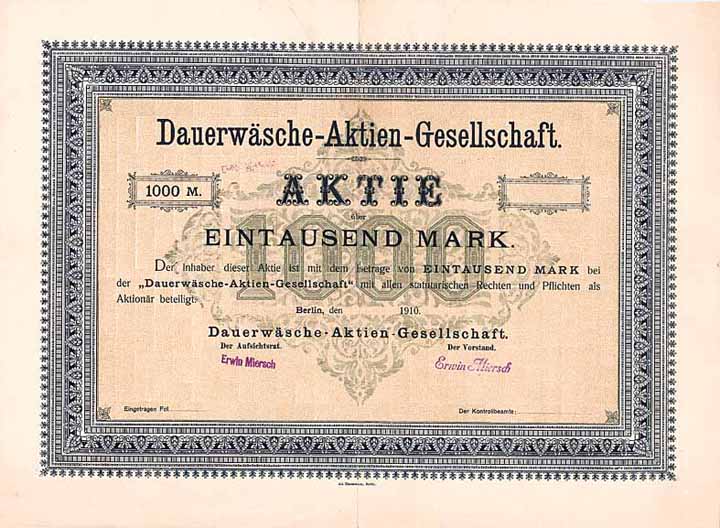 Dauerwäsche-Aktien-Gesellschaft.
1000 M.
AKTIE
über
EINTAUSEND MARK.
1000
Der Inhaber dieser Aktie ist mit dem Betrage von EINTAUSEND MARK bei
der „Dauerwäsche-Aktien-Gesellschaft“ mit allen statutarischen Rechten und Pflichten als
Aktionär beteiligt.
Berlin, den 1910.
Dauerwäsche-Aktien-Gesellschaft.
Der Aufsichtsrat. Der Vorstand.
Erwin Miersch Erwin Miersch
Eingetragen Fol. Der Kontrollbeamte: